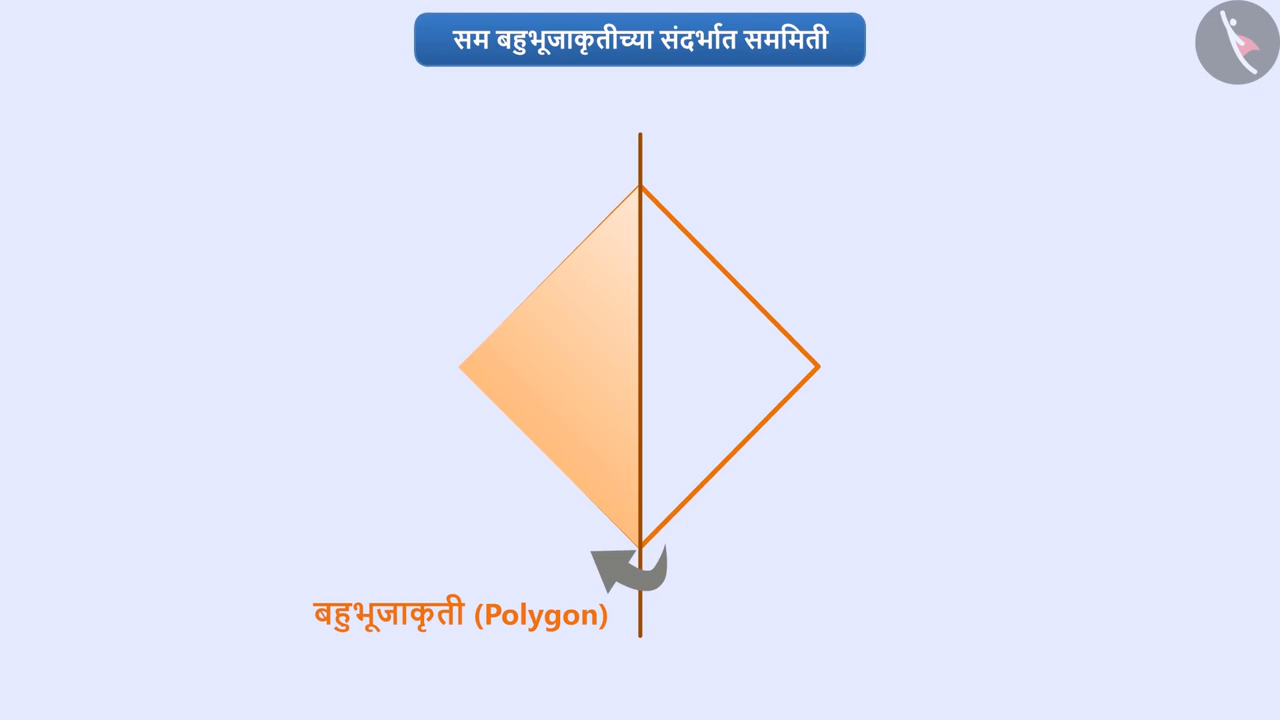 सम बहुभूजाकृतीच्या संदर्भात सममिती
बहुभूजाकृती (Polygon)